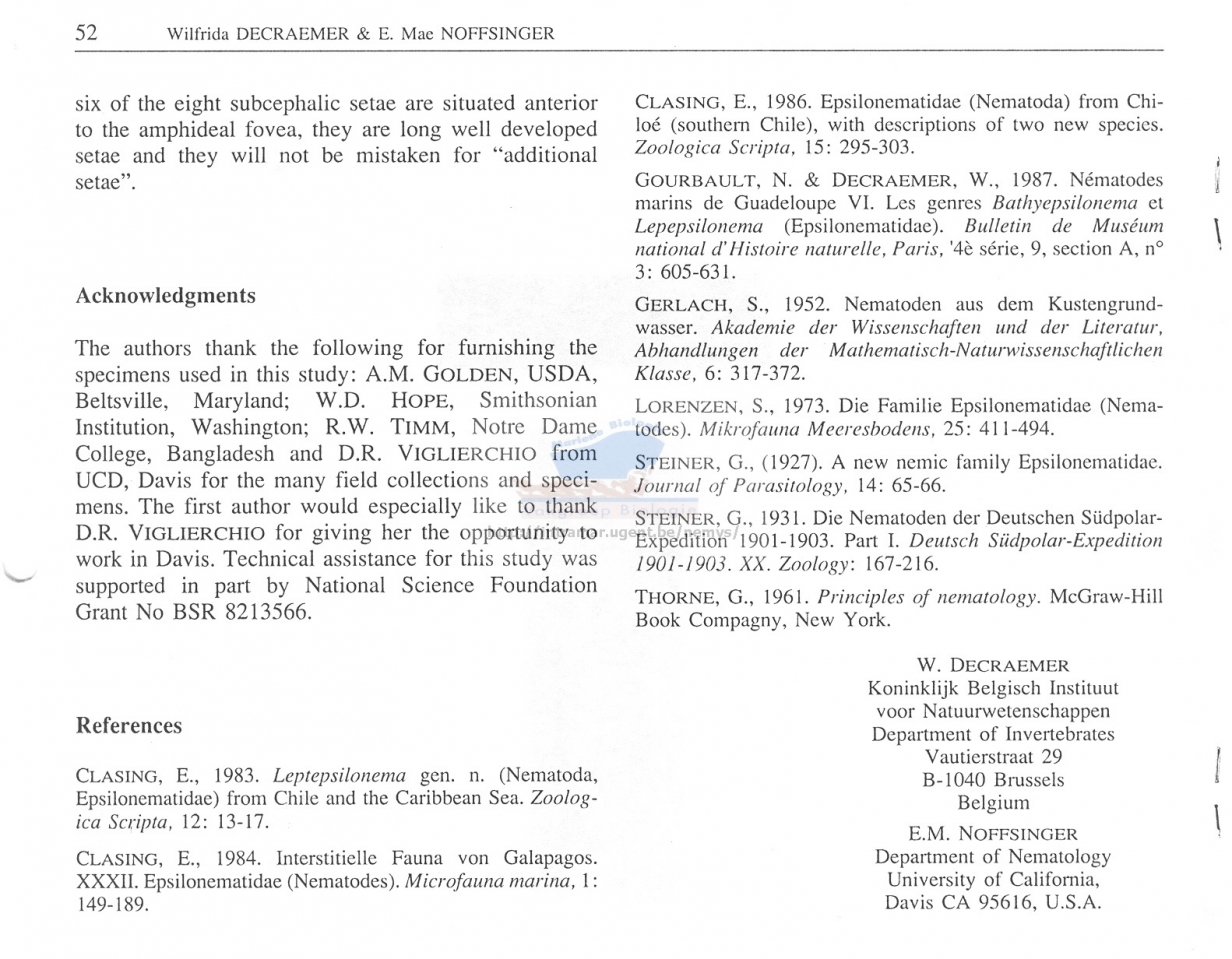 52 Wilfrida DECRAEMER & E. Mae NOFFSINGER
six of the eight subcephalic setae are situated anterior
to the amphideal fovea, they are long well developed
setae and they will not be mistaken for “additional
setae”.
Acknowledgments
The authors thank the following for furnishing the
specimens used in this study: A.M. GOLDEN, USDA,
Beltsville, Maryland; W.D. HOPE, Smithsonian
Institution, Washington; R.W. TIMM, Notre Dame
College, Bangladesh and D.R. VIGLIERCHIO from
UCD, Davis for the many field collections and speci-
mens. The first author would especially like to thank
D.R. VIGLIERCHIO for giving her the opportunity to
work in Davis. Technical assistance for this study was
supported in part by National Science Foundation
Grant No BSR 8213566.
References
CLASING, E., 1983. Leptepsilonema gen. n. (Nematoda,
Epsilonematidae) from Chile and the Caribbean Sea. Zoolog-
ica Scripta, 12: 13-17.
CLASING, E., 1984. Interstitielle Fauna von Galapagos.
XXXII. Epsilonematidae (Nematodes). Microfauna marina, 1:
149-189.
CLASING, E., 1986. Epsilonematidae (Nematoda) from Chi-
loé (southern Chile), with descriptions of two new species.
Zoologica Scripta, 15: 295-303.
GOURBAULT, N. & DECRAEMER, W., 1987. Nématodes
marins de Guadeloupe VI. Les genres Bathyepsilonema et
Lepepsilonema (Epsilonematidae). Bulletin de Muséum
national d'Histoire naturelle, Paris, '4è série, 9, section A, n°
3: 605-631.
GERLACH, S., 1952. Nematoden aus dem Kustengrund-
wasser. Akademie der Wissenschaften und der Literatur,
Abhandlungen der Mathematisch-Naturwissenschaftlichen
Klasse, 6: 317-372.
LORENZEN, S., 1973. Die Familie Epsilonematidae (Nema-
todes). Mikrofauna Meeresbodens, 25: 411-494.
STEINER, G., (1927). A new nemic family Epsilonematidae.
Journal of Parasitology, 14: 65-66.
STEINER, G., 1931. Die Nematoden der Deutschen Südpolar-
Expedition 1901-1903. Part I. Deutsch Südpolar-Expedition
1901-1903. XX. Zoology: 167-216.
THORNE, G., 1961. Principles of nematology. McGraw-Hill
Book Compagny, New York.
W. DECRAEMER
Koninklijk Belgisch Instituut
voor Natuurwetenschappen
Department of Invertebrates
Vautierstraat 29
B-1040 Brussels
Belgium
E.M. NOFFSINGER
Department of Nematology
University of California,
Davis CA 95616, U.S.A.